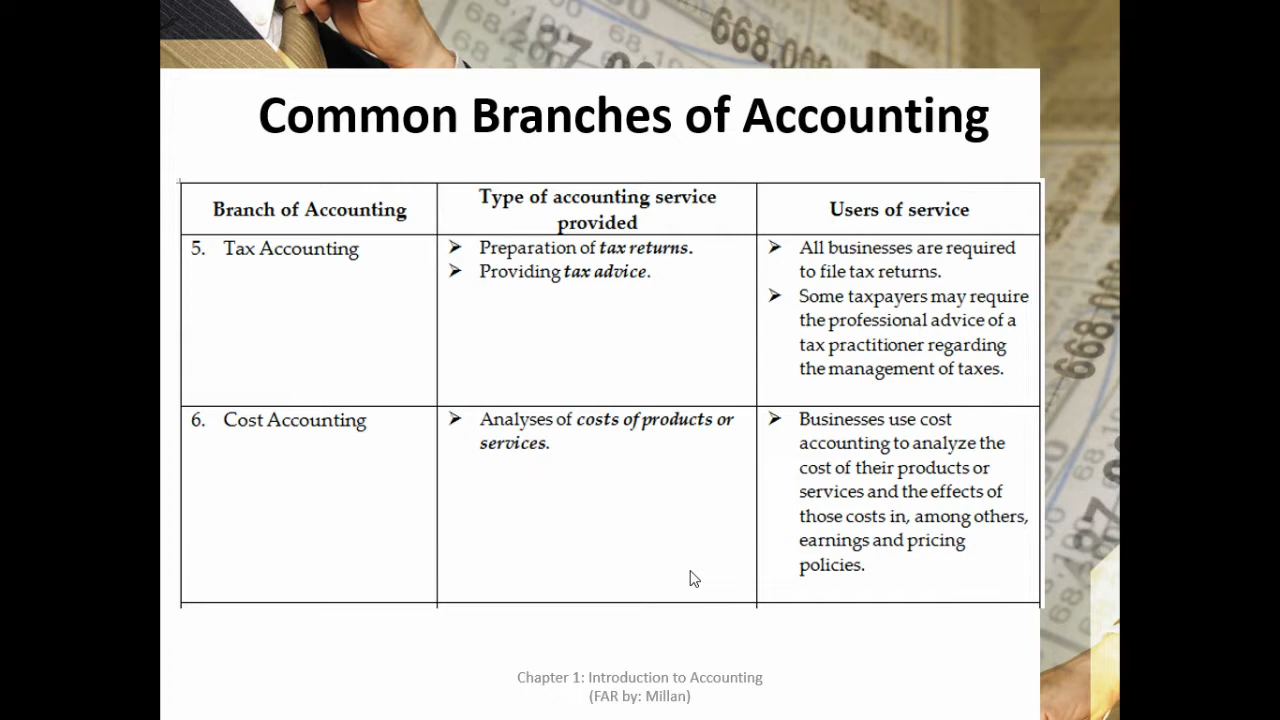 668,000
Common Branches of Accounting
Branch of Accounting
Type of accounting service
provided
Users of service
5. Tax Accounting
➢ Preparation of tax returns.
➢ Providing tax advice.
➢ All businesses are required
to file tax returns.
➢ Some taxpayers may require
the professional advice of a
tax practitioner regarding
the management of taxes.
6. Cost Accounting
➢ Analyses of costs of products or
services.
➢ Businesses use cost
accounting to analyze the
cost of their products or
services and the effects of
those costs in, among others,
earnings and pricing
policies.
Chapter 1: Introduction to Accounting
(FAR by: Millan)